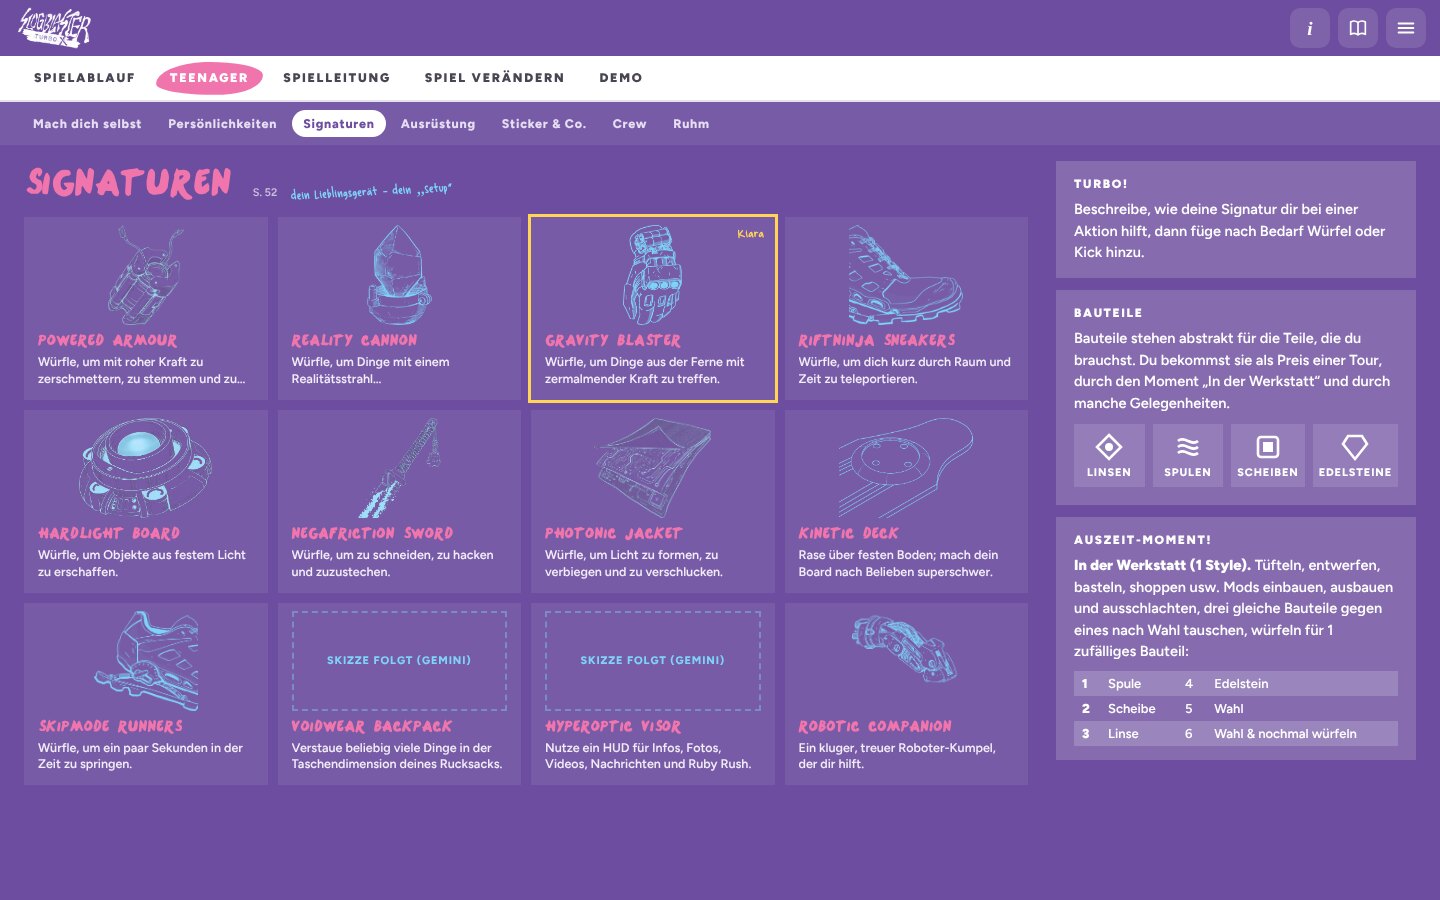 SLUGBLASTER
TURBO X
i
SPIELABLAUF TEENAGER SPIELLEITUNG SPIEL VERÄNDERN DEMO
Mach dich selbst Persönlichkeiten Signaturen Ausrüstung Sticker & Co. Crew Ruhm
SIGNATUREN S. 52 dein Lieblingsgerät – dein „Setup“
Klara
POWERED ARMOUR
Würfle, um mit roher Kraft zu
zerschmettern, zu stemmen und zu...
REALITY CANNON
Würfle, um Dinge mit einem
Realitätsstrahl...
GRAVITY BLASTER
Würfle, um Dinge aus der Ferne mit
zermalmender Kraft zu treffen.
RIFTNINJA SNEAKERS
Würfle, um dich kurz durch Raum und
Zeit zu teleportieren.
HARDLIGHT BOARD
Würfle, um Objekte aus festem Licht
zu erschaffen.
NEGAFRICTION SWORD
Würfle, um zu schneiden, zu hacken
und zuzustechen.
PHOTONIC JACKET
Würfle, um Licht zu formen, zu
verbiegen und zu verschlucken.
KINETIC DECK
Rase über festen Boden; mach dein
Board nach Belieben superschwer.
SKIPMODE RUNNERS
Würfle, um ein paar Sekunden in der
Zeit zu springen.
SKIZZE FOLGT (GEMINI)
VOIDWEAR BACKPACK
Verstaue beliebig viele Dinge in der
Taschendimension deines Rucksacks.
SKIZZE FOLGT (GEMINI)
HYPEROPTIC VISOR
Nutze ein HUD für Infos, Fotos,
Videos, Nachrichten und Ruby Rush.
ROBOTIC COMPANION
Ein kluger, treuer Roboter-Kumpel,
der dir hilft.
TURBO!
Beschreibe, wie deine Signatur dir bei einer
Aktion hilft, dann füge nach Bedarf Würfel oder
Kick hinzu.
BAUTEILE
Bauteile stehen abstrakt für die Teile, die du
brauchst. Du bekommst sie als Preis einer Tour,
durch den Moment „In der Werkstatt“ und durch
manche Gelegenheiten.
LINSEN SPULEN SCHEIBEN EDELSTEINE
AUSZEIT-MOMENT!
In der Werkstatt (1 Style). Tüfteln, entwerfen,
basteln, shoppen usw. Mods einbauen, ausbauen
und ausschlachten, drei gleiche Bauteile gegen
eines nach Wahl tauschen, würfeln für 1
zufälliges Bauteil:
1 Spule 4 Edelstein
2 Scheibe 5 Wahl
3 Linse 6 Wahl & nochmal würfeln